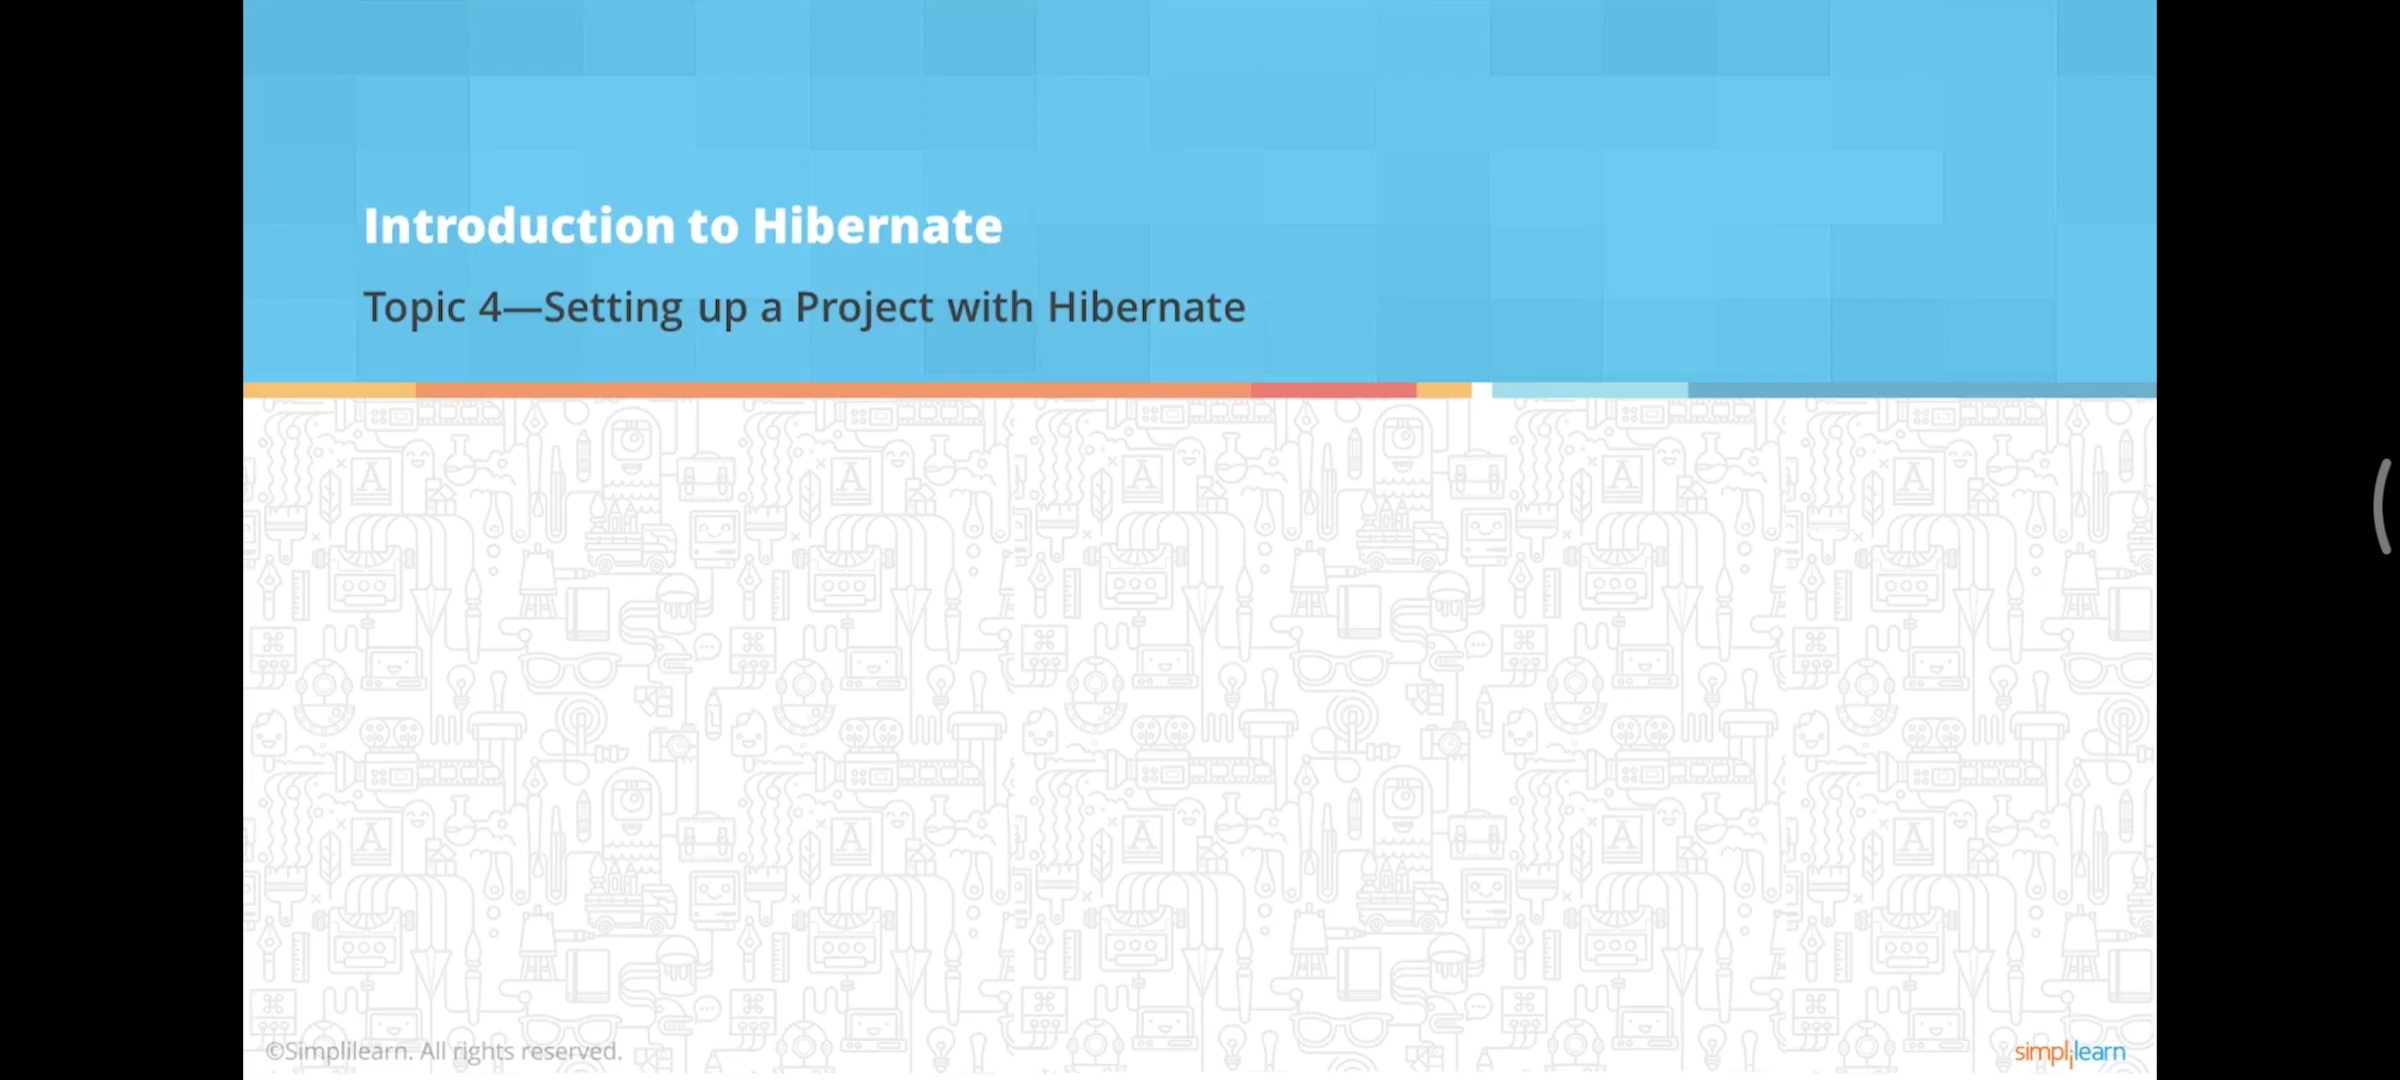 Introduction to Hibernate
Topic 4—Setting up a Project with Hibernate
©Simplilearn. All rights reserved.
simplilearn